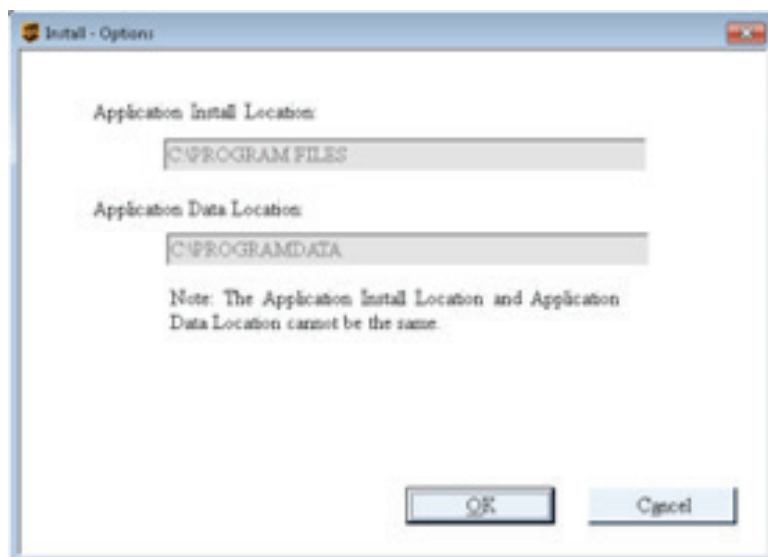 Install - Options
Application Install Location:
C:\PROGRAM FILES
Application Data Location:
C:\PROGRAMDATA
Note: The Application Install Location and Application
Data Location cannot be the same.
OK
Cancel